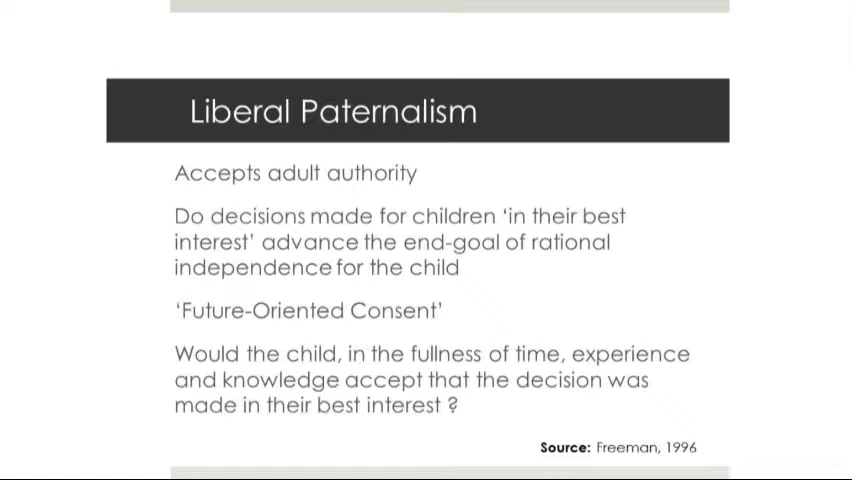 Liberal Paternalism
Accepts adult authority
Do decisions made for children ‘in their best
interest’ advance the end-goal of rational
independence for the child
‘Future-Oriented Consent’
Would the child, in the fullness of time, experience
and knowledge accept that the decision was
made in their best interest ?
Source: Freeman, 1996